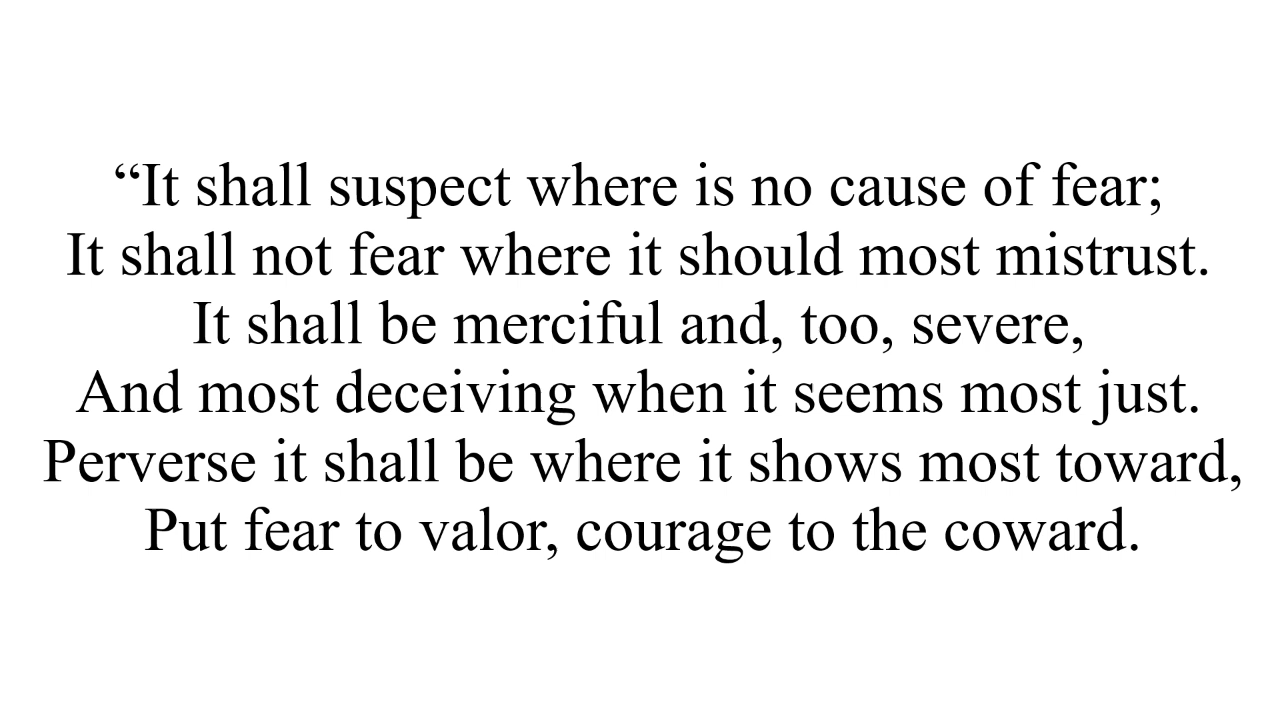 “It shall suspect where is no cause of fear;
It shall not fear where it should most mistrust.
It shall be merciful and, too, severe,
And most deceiving when it seems most just.
Perverse it shall be where it shows most toward,
Put fear to valor, courage to the coward.